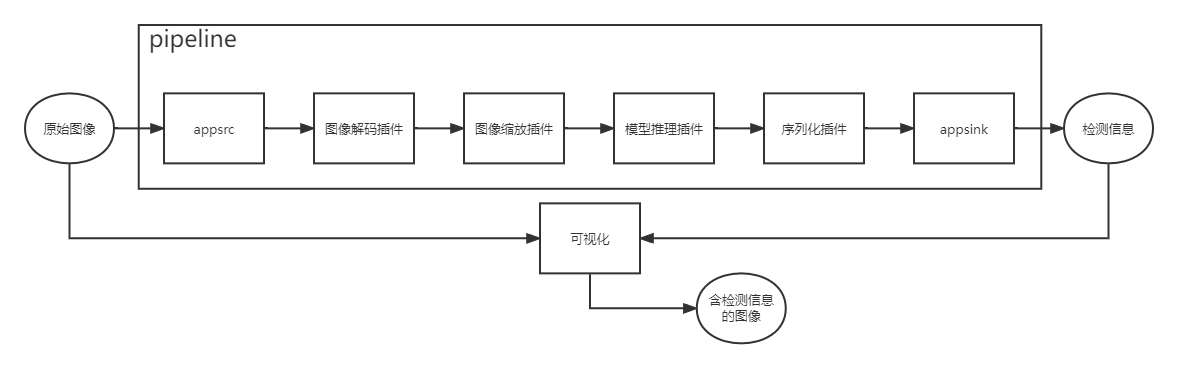 pipeline
原始图像
appsrc
图像解码插件
图像缩放插件
模型推理插件
序列化插件
appsink
检测信息
可视化
含检测信息
的图像